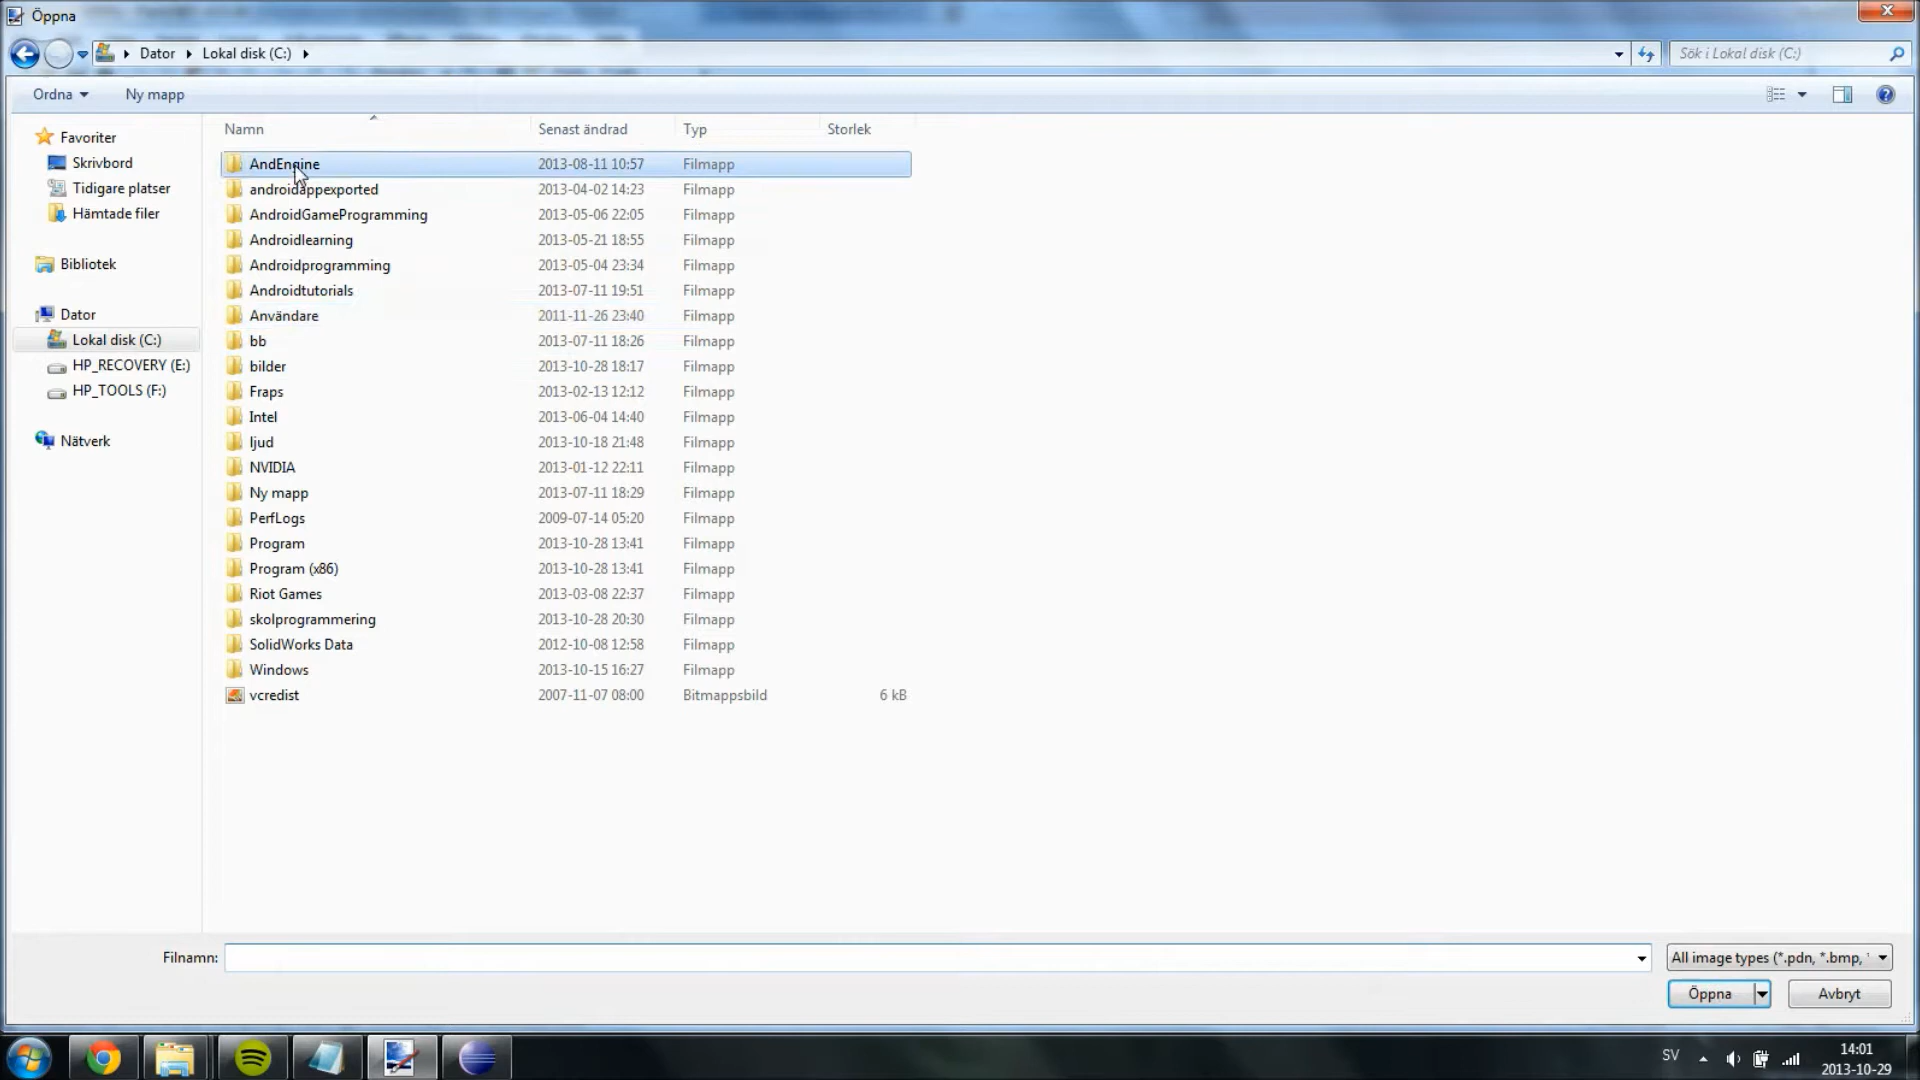 Öppna
Dator Lokal disk (C:)
Sök i Lokal disk (C:)
Ordna Ny mapp
Namn Senast ändrad Typ Storlek
Favoriter
Skrivbord
Tidigare platser
Hämtade filer
Bibliotek
Dator
Lokal disk (C:)
HP_RECOVERY (E:)
HP_TOOLS (F:)
Nätverk
AndEngine 2013-08-11 10:57 Filmapp
androidappexported 2013-04-02 14:23 Filmapp
AndroidGameProgramming 2013-05-06 22:05 Filmapp
Androidlearning 2013-05-21 18:55 Filmapp
Androidprogramming 2013-05-04 23:34 Filmapp
Androidtutorials 2013-07-11 19:51 Filmapp
Användare 2011-11-26 23:40 Filmapp
bb 2013-07-11 18:26 Filmapp
bilder 2013-10-28 18:17 Filmapp
Fraps 2013-02-13 12:12 Filmapp
Intel 2013-06-04 14:40 Filmapp
ljud 2013-10-18 21:48 Filmapp
NVIDIA 2013-01-12 22:11 Filmapp
Ny mapp 2013-07-11 18:29 Filmapp
PerfLogs 2009-07-14 05:20 Filmapp
Program 2013-10-28 13:41 Filmapp
Program (x86) 2013-10-28 13:41 Filmapp
Riot Games 2013-03-08 22:37 Filmapp
skolprogrammering 2013-10-28 20:30 Filmapp
SolidWorks Data 2012-10-08 12:58 Filmapp
Windows 2013-10-15 16:27 Filmapp
vcredist 2007-11-07 08:00 Bitmappsbild 6 kB
Filnamn:
All image types (*.pdn, *.bmp, *
Öppna Avbryt
SV
14:01
2013-10-29